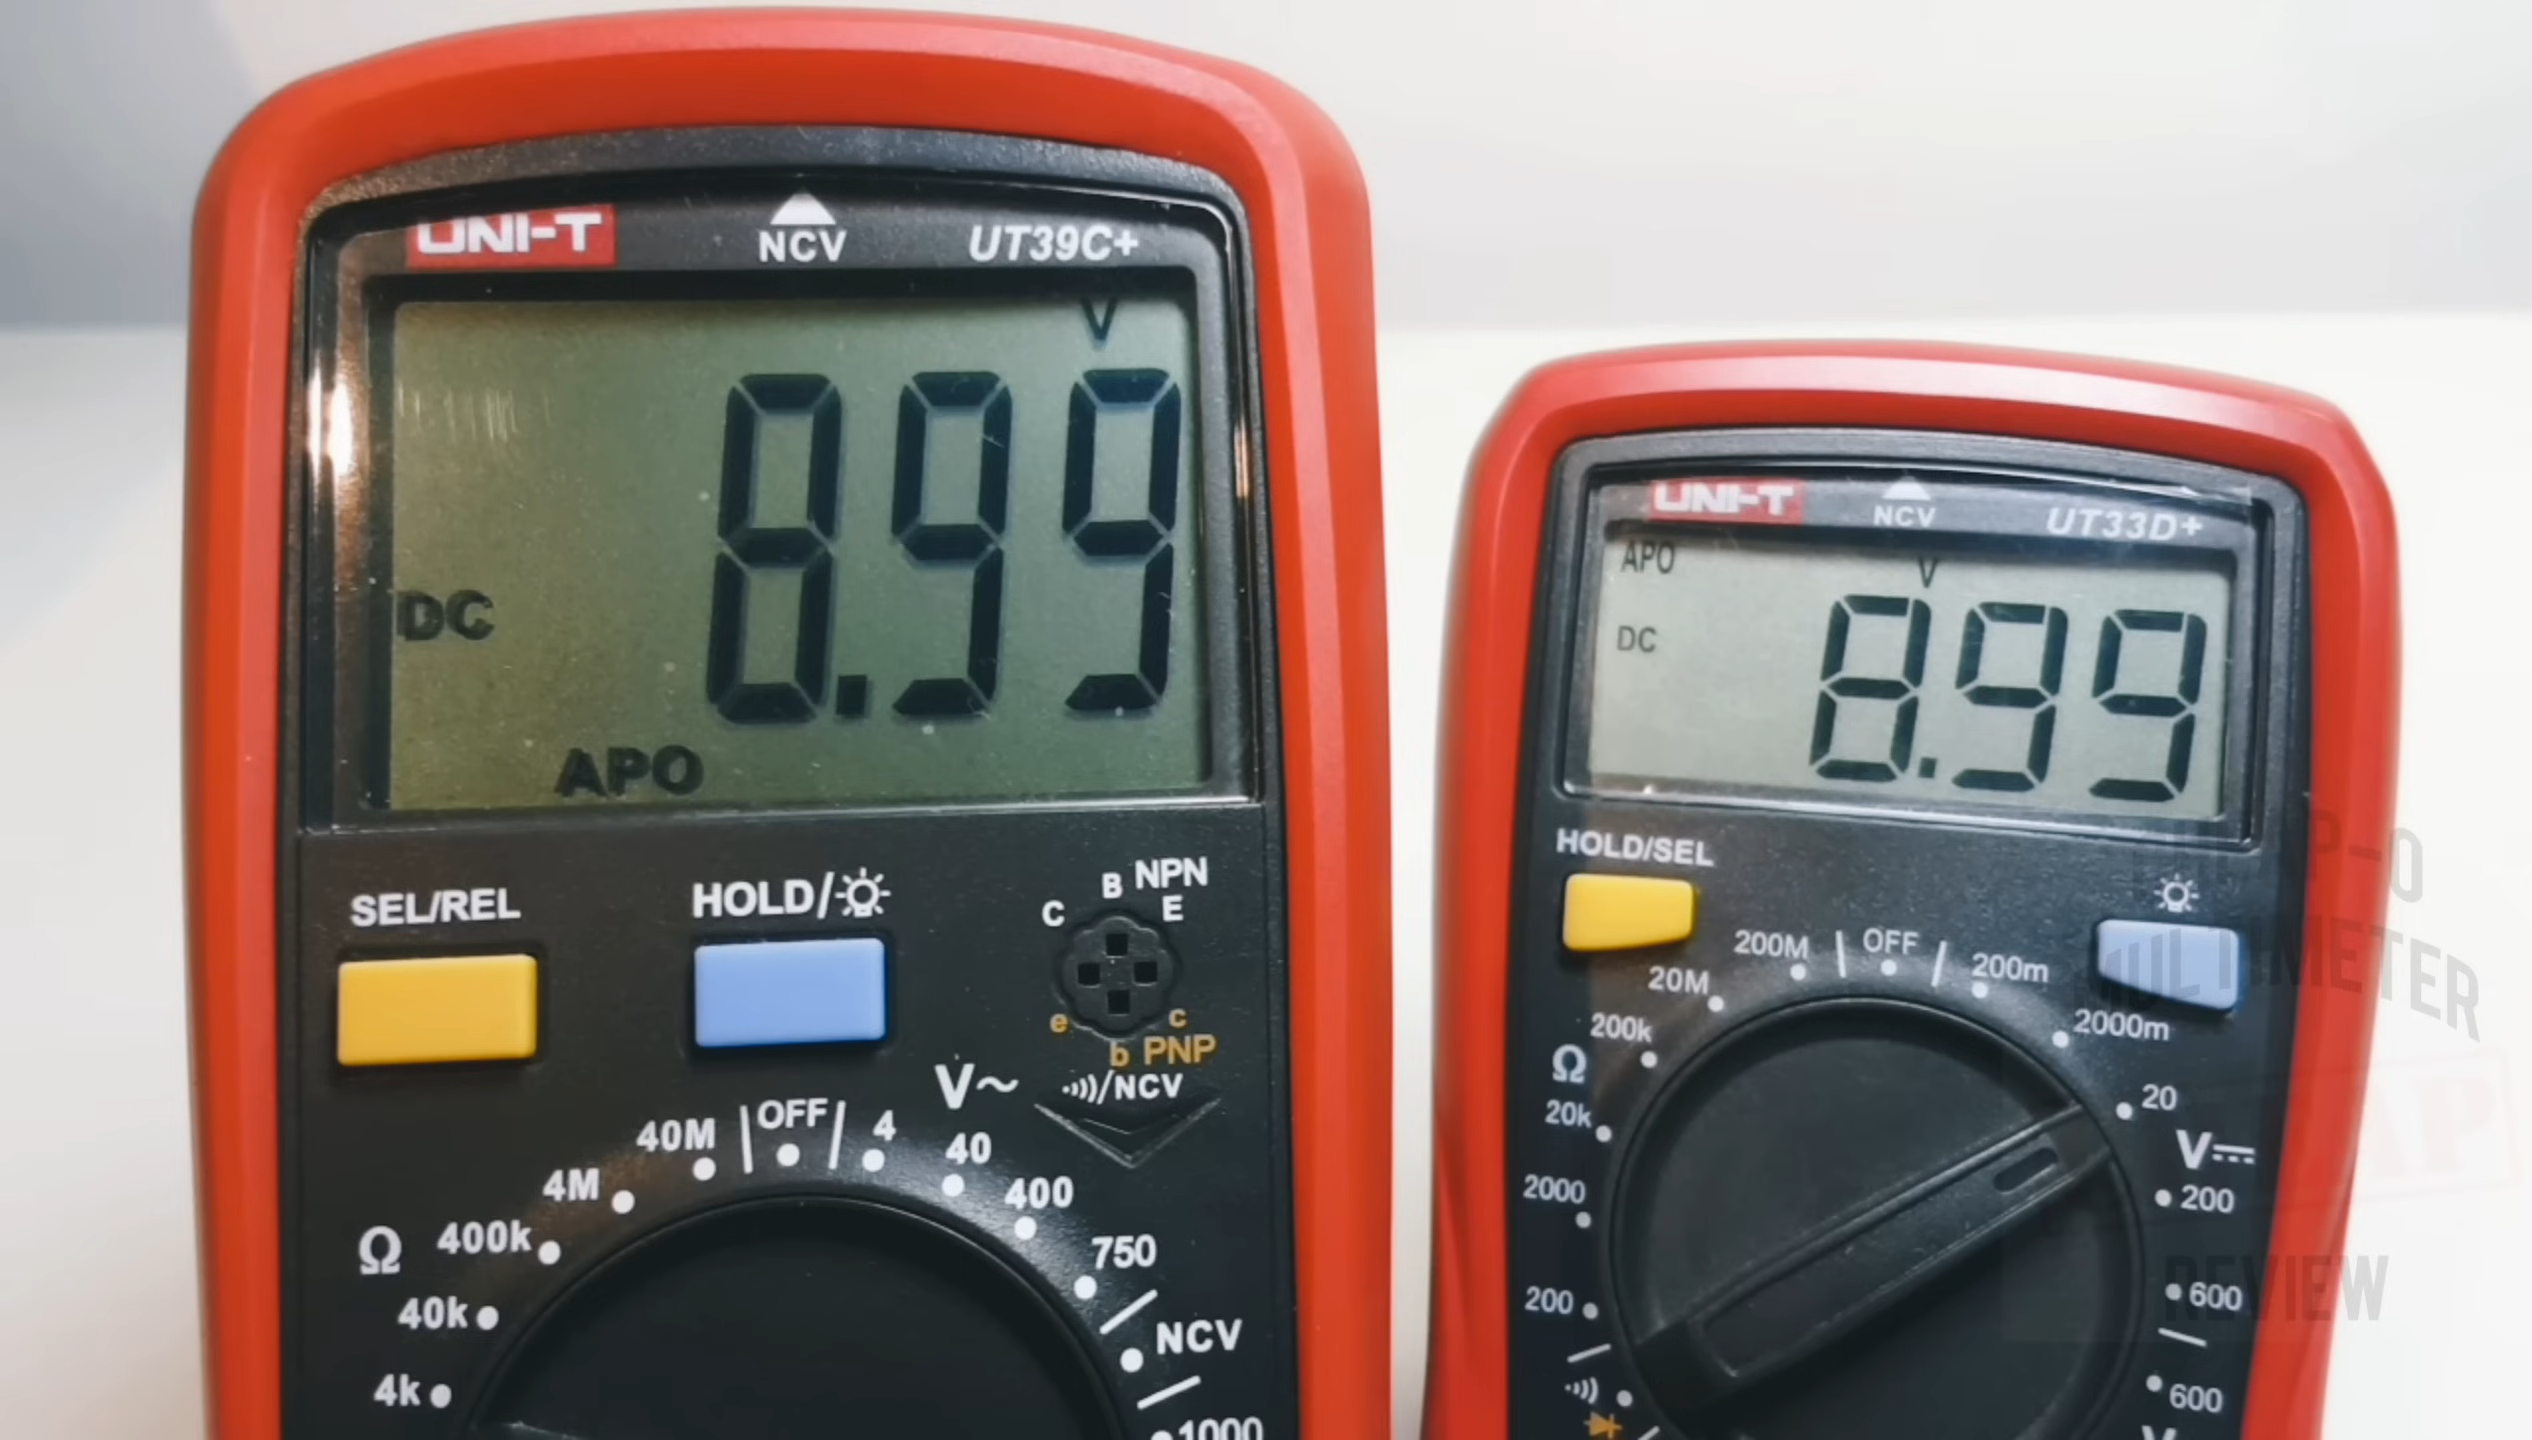 UNI-T
NCV
UT39C+
V
8.99
DC
APO
SEL/REL
HOLD/
C B NPN E
e b c PNP
V~
/NCV
OFF
4
40
400
750
NCV
1000
40M
4M
400k
Ω
40k
4k
UNI-T
NCV
UT33D+
APO
V
DC
8.99
HOLD/SEL
OFF
200m
2000m
20
V
200
600
600
200M
20M
200k
Ω
20k
2000
200
MULTIMETER
REVIEW